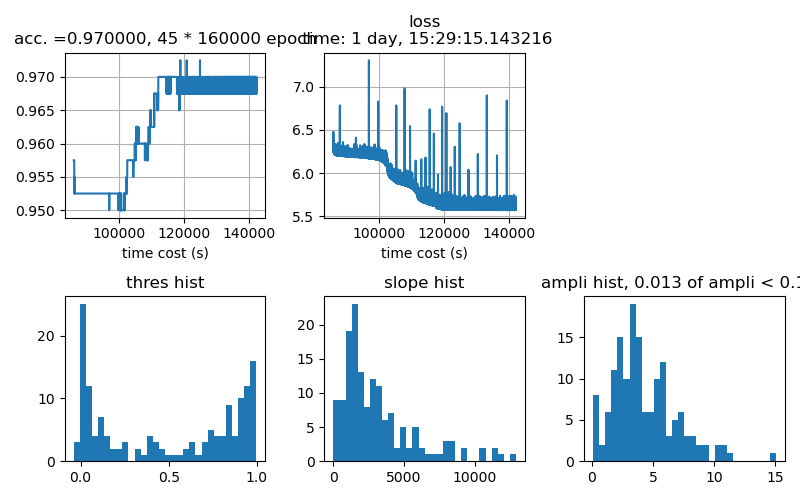 loss
acc. =0.970000, 45 * 160000 epoch
time: 1 day, 15:29:15.143216
0.970
0.965
0.960
0.955
0.950
100000 120000 140000
time cost (s)
7.0
6.5
6.0
5.5
100000 120000 140000
time cost (s)
thres hist
20
10
0
0.0 0.5 1.0
slope hist
20
15
10
5
0
0 5000 10000
ampli hist, 0.013 of ampli < 0.1
15
10
5
0
0 5 10 15